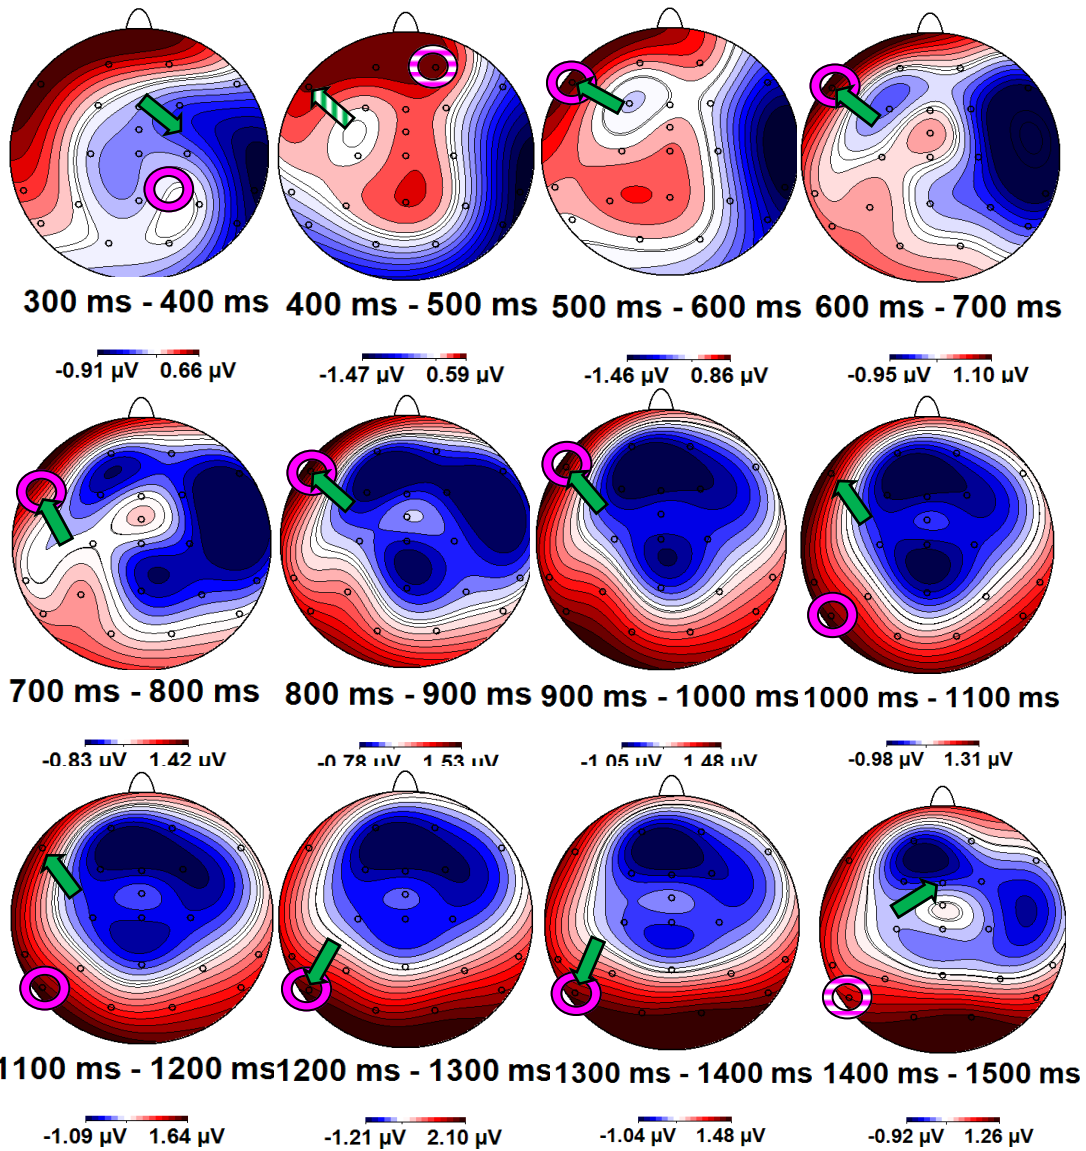 300 ms - 400 ms 400 ms - 500 ms 500 ms - 600 ms 600 ms - 700 ms
-0.91 µV 0.66 µV -1.47 µV 0.59 µV -1.46 µV 0.86 µV -0.95 µV 1.10 µV
700 ms - 800 ms 800 ms - 900 ms 900 ms - 1000 ms 1000 ms - 1100 ms
-0.83 µV 1.42 µV -0.78 µV 1.53 µV -1.05 µV 1.48 µV -0.98 µV 1.31 µV
1100 ms - 1200 ms 1200 ms - 1300 ms 1300 ms - 1400 ms 1400 ms - 1500 ms
-1.09 µV 1.64 µV -1.21 µV 2.10 µV -1.04 µV 1.48 µV -0.92 µV 1.26 µV